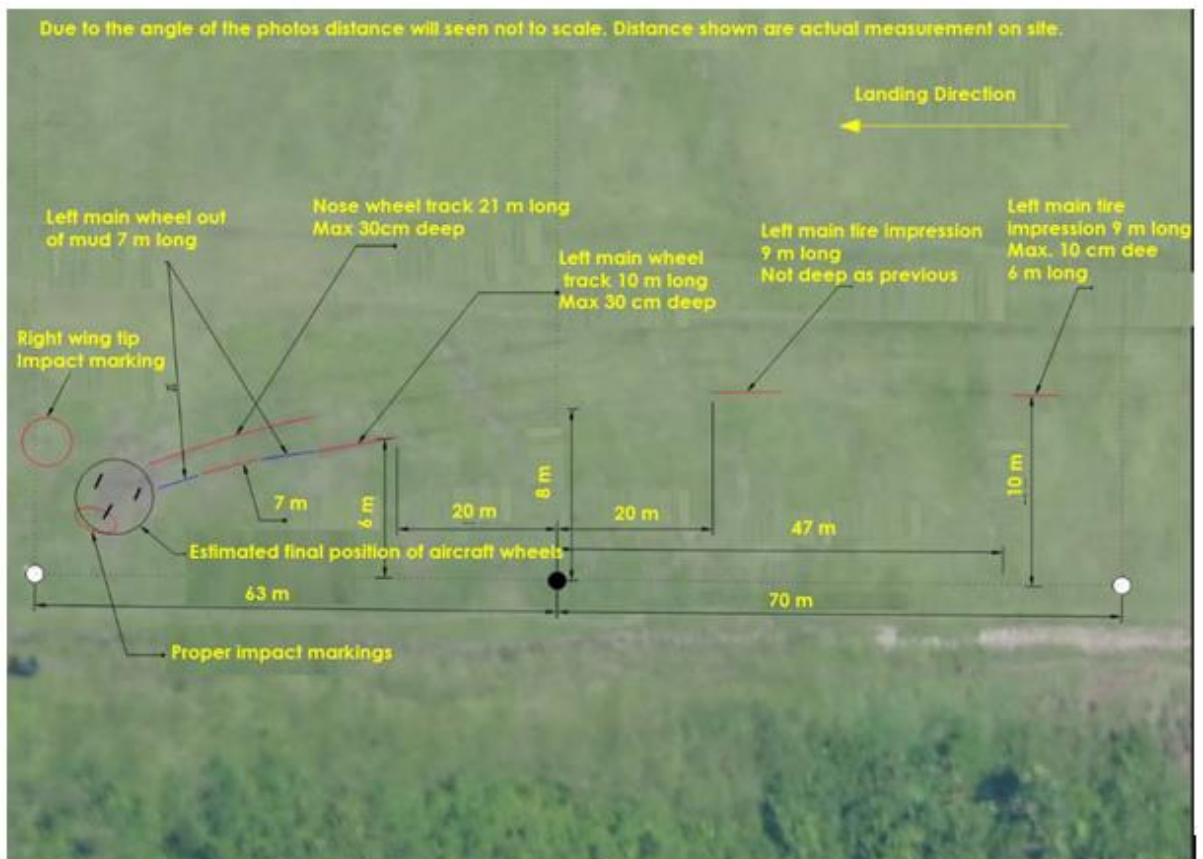 Due to the angle of the photos distance will seen not to scale. Distance shown are actual measurement on site.
Landing Direction
Nose wheel track 21 m long
Max 30cm deep
Left main wheel out
of mud 7 m long
Left main tire impression
9 m long
Not deep as previous
Left main tire
impression 9 m long
Max. 10 cm dee
6 m long
Left main wheel
track 10 m long
Max 30 cm deep
Right wing tip
Impact marking
7 m
6 m
20 m
8 m
20 m
47 m
10 m
Estimated final position of aircraft wheels
63 m
70 m
Proper impact markings